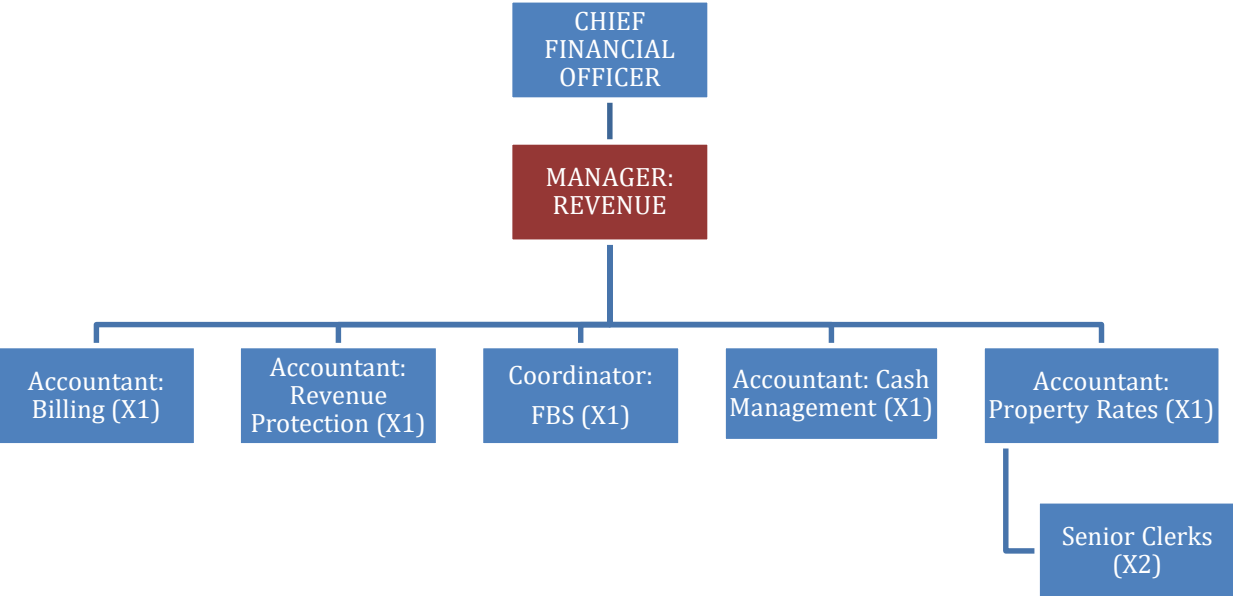 CHIEF
FINANCIAL
OFFICER
MANAGER:
REVENUE
Accountant:
Billing (X1)
Accountant:
Revenue
Protection (X1)
Coordinator:
FBS (X1)
Accountant: Cash
Management (X1)
Accountant:
Property Rates (X1)
Senior Clerks
(X2)